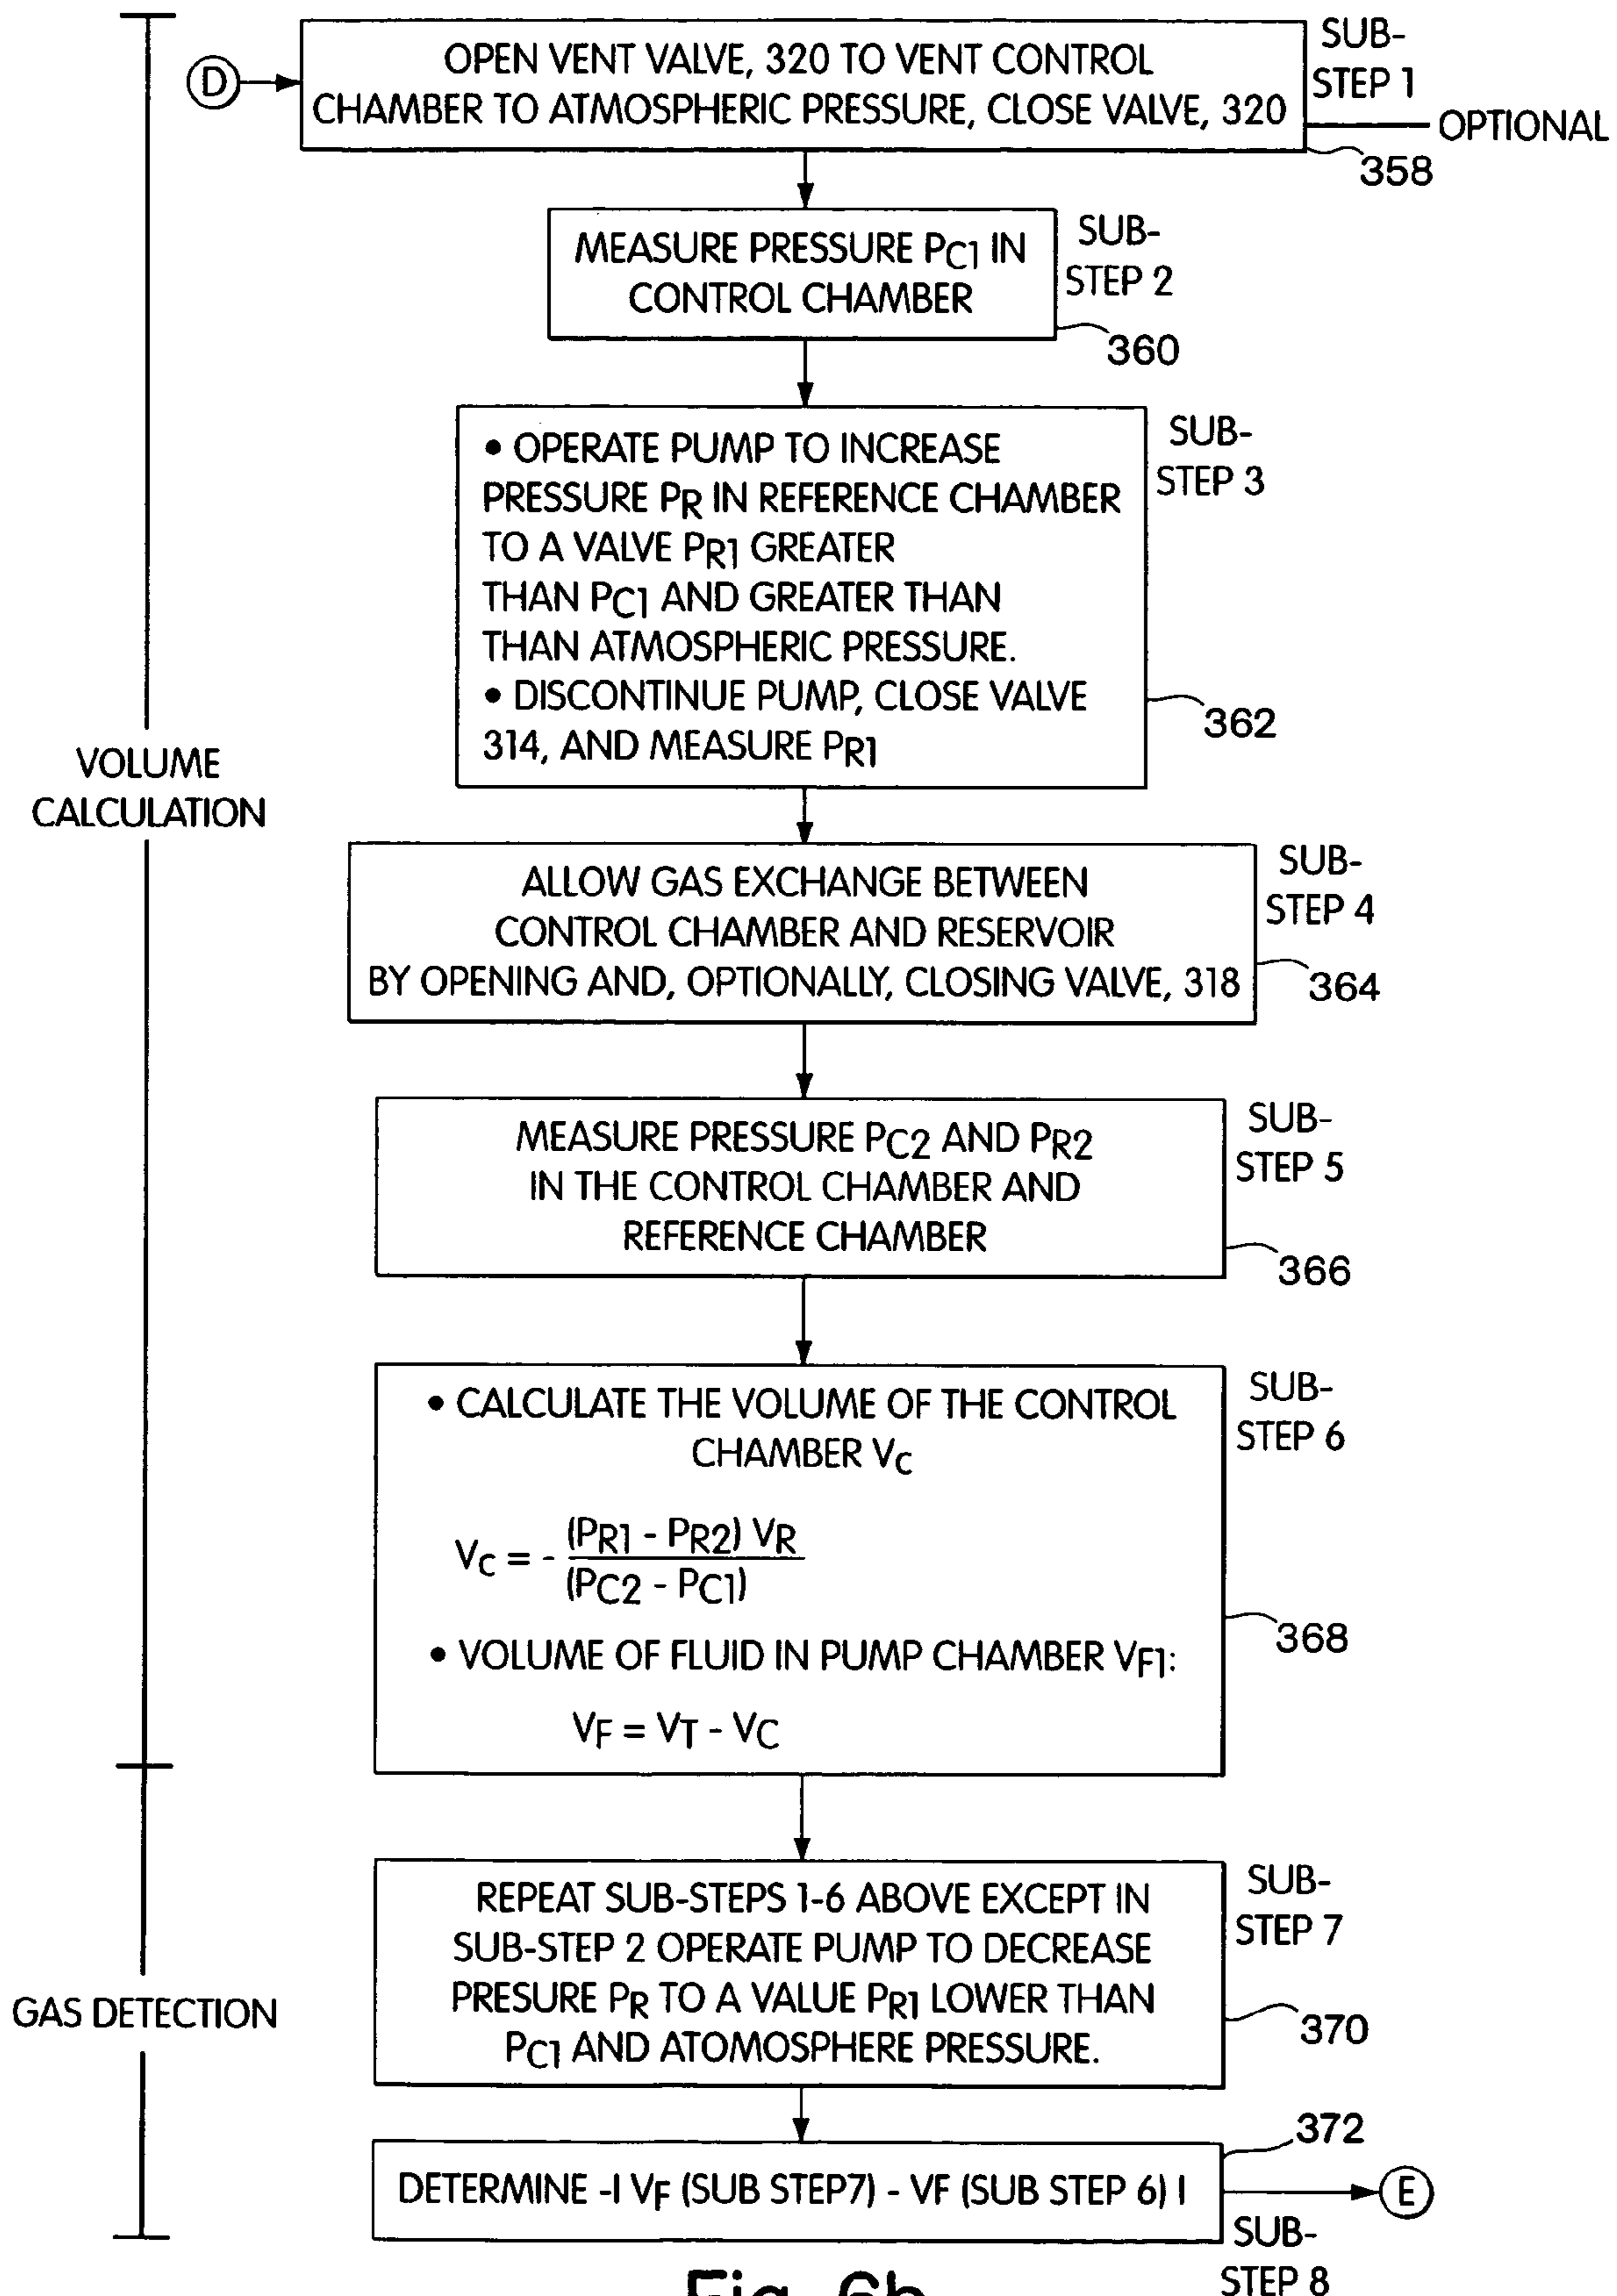 D
OPEN VENT VALVE, 320 TO VENT CONTROL
CHAMBER TO ATMOSPHERIC PRESSURE, CLOSE VALVE, 320
SUB-
STEP 1
OPTIONAL
358
MEASURE PRESSURE PC1 IN
CONTROL CHAMBER
SUB-
STEP 2
360
• OPERATE PUMP TO INCREASE
PRESSURE PR IN REFERENCE CHAMBER
TO A VALVE PR1 GREATER
THAN PC1 AND GREATER THAN
THAN ATMOSPHERIC PRESSURE.
• DISCONTINUE PUMP, CLOSE VALVE
314, AND MEASURE PR1
SUB-
STEP 3
362
VOLUME
CALCULATION
ALLOW GAS EXCHANGE BETWEEN
CONTROL CHAMBER AND RESERVOIR
BY OPENING AND, OPTIONALLY, CLOSING VALVE, 318
SUB-
STEP 4
364
MEASURE PRESSURE PC2 AND PR2
IN THE CONTROL CHAMBER AND
REFERENCE CHAMBER
SUB-
STEP 5
366
• CALCULATE THE VOLUME OF THE CONTROL
CHAMBER VC
VC = - (PR1 - PR2) VR
(PC2 - PC1)
• VOLUME OF FLUID IN PUMP CHAMBER VF1:
VF = VT - VC
SUB-
STEP 6
368
REPEAT SUB-STEPS 1-6 ABOVE EXCEPT IN
SUB-STEP 2 OPERATE PUMP TO DECREASE
PRESURE PR TO A VALUE PR1 LOWER THAN
PC1 AND ATOMOSPHERE PRESSURE.
SUB-
STEP 7
370
GAS DETECTION
DETERMINE -I VF (SUB STEP7) - VF (SUB STEP 6) I
372
E
SUB-
STEP 8
Fig. 6b